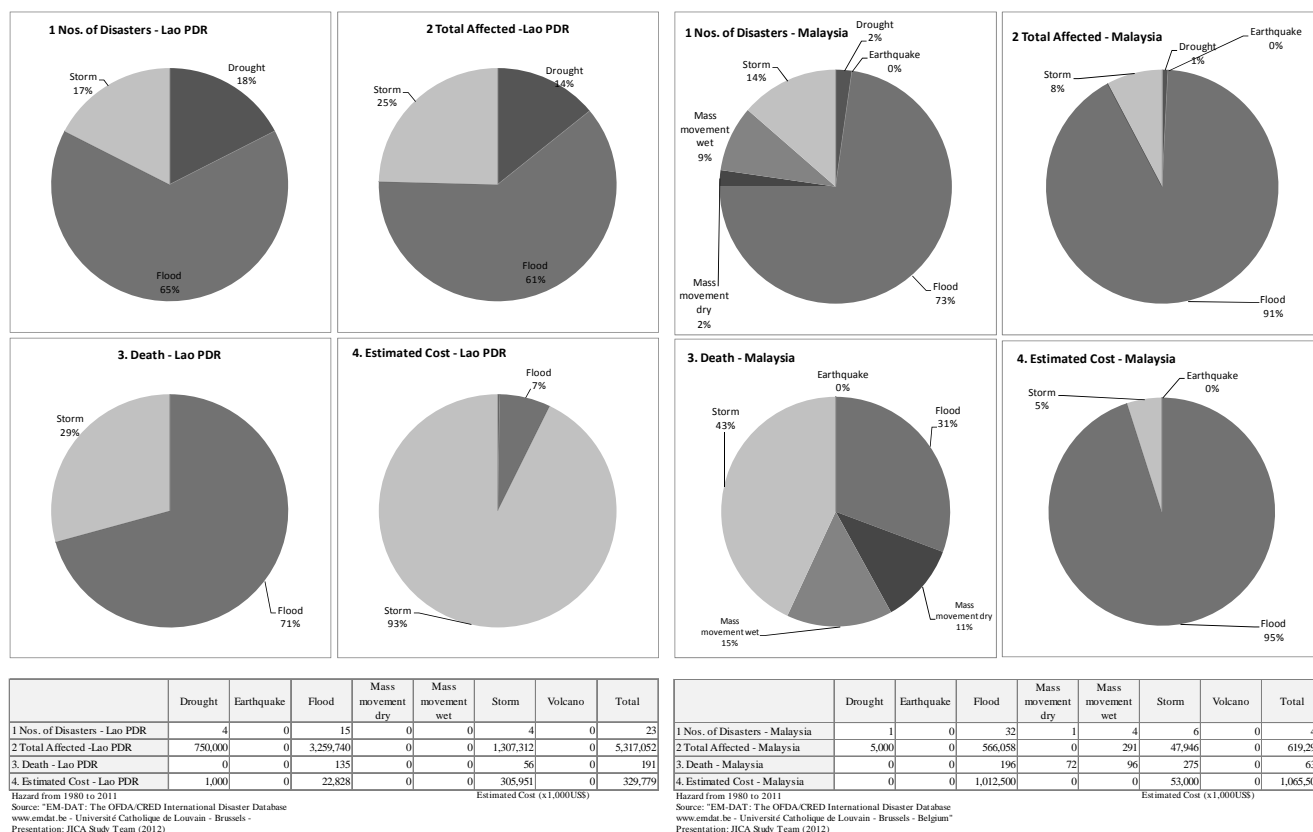 1 Nos. of Disasters - Lao PDR
Drought
18%
Storm
17%
Flood
65%
2 Total Affected -Lao PDR
Drought
14%
Storm
25%
Flood
61%
1 Nos. of Disasters - Malaysia
Drought
2%
Earthquake
0%
Storm
14%
Mass
movement
wet
9%
Mass
movement
dry
2%
Flood
73%
2 Total Affected - Malaysia
Earthquake
0%
Drought
1%
Storm
8%
Flood
91%
3. Death - Lao PDR
Storm
29%
Flood
71%
4. Estimated Cost - Lao PDR
Flood
7%
Storm
93%
3. Death - Malaysia
Earthquake
0%
Storm
43%
Flood
31%
Mass
movement dry
11%
Mass
movement wet
15%
4. Estimated Cost - Malaysia
Earthquake
0%
Storm
5%
Flood
95%
Drought Earthquake Flood Mass movement dry Mass movement wet Storm Volcano Total
1 Nos. of Disasters - Lao PDR 4 0 15 0 0 4 0 23
2 Total Affected -Lao PDR 750,000 0 3,259,740 0 0 1,307,312 0 5,317,052
3. Death - Lao PDR 0 0 135 0 0 56 0 191
4. Estimated Cost - Lao PDR 1,000 0 22,828 0 0 305,951 0 329,779
Hazard from 1980 to 2011 Estimated Cost (x1,000US$)
Source: "EM-DAT: The OFDA/CRED International Disaster Database
www.emdat.be - Université Catholique de Louvain - Brussels -
Presentation: JICA Study Team (2012)
Drought Earthquake Flood Mass movement dry Mass movement wet Storm Volcano Total
1 Nos. of Disasters - Malaysia 1 0 32 1 4 6 0
2 Total Affected - Malaysia 5,000 0 566,058 0 291 47,946 0
3. Death - Malaysia 0 0 196 72 96 275 0
4. Estimated Cost - Malaysia 0 0 1,012,500 0 0 53,000 0
Hazard from 1980 to 2011 Estimated Cost (x1,000US$)
Source: "EM-DAT: The OFDA/CRED International Disaster Database
www.emdat.be - Université Catholique de Louvain - Brussels - Belgium"
Presentation: JICA Study Team (2012)